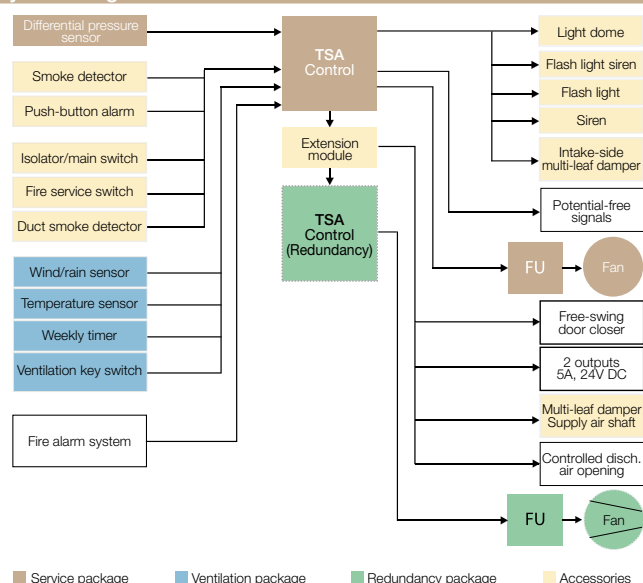 Differential pressure
sensor
Smoke detector
Push-button alarm
Isolator/main switch
Fire service switch
Duct smoke detector
Wind/rain sensor
Temperature sensor
Weekly timer
Ventilation key switch
Fire alarm system
TSA
Control
Extension
module
TSA
Control
(Redundancy)
Light dome
Flash light siren
Flash light
Siren
Intake-side
multi-leaf damper
Potential-free
signals
FU
Fan
Free-swing
door closer
2 outputs
5A, 24V DC
Multi-leaf damper
Supply air shaft
Controlled disch.
air opening
FU
Fan
Service package
Ventilation package
Redundancy package
Accessories